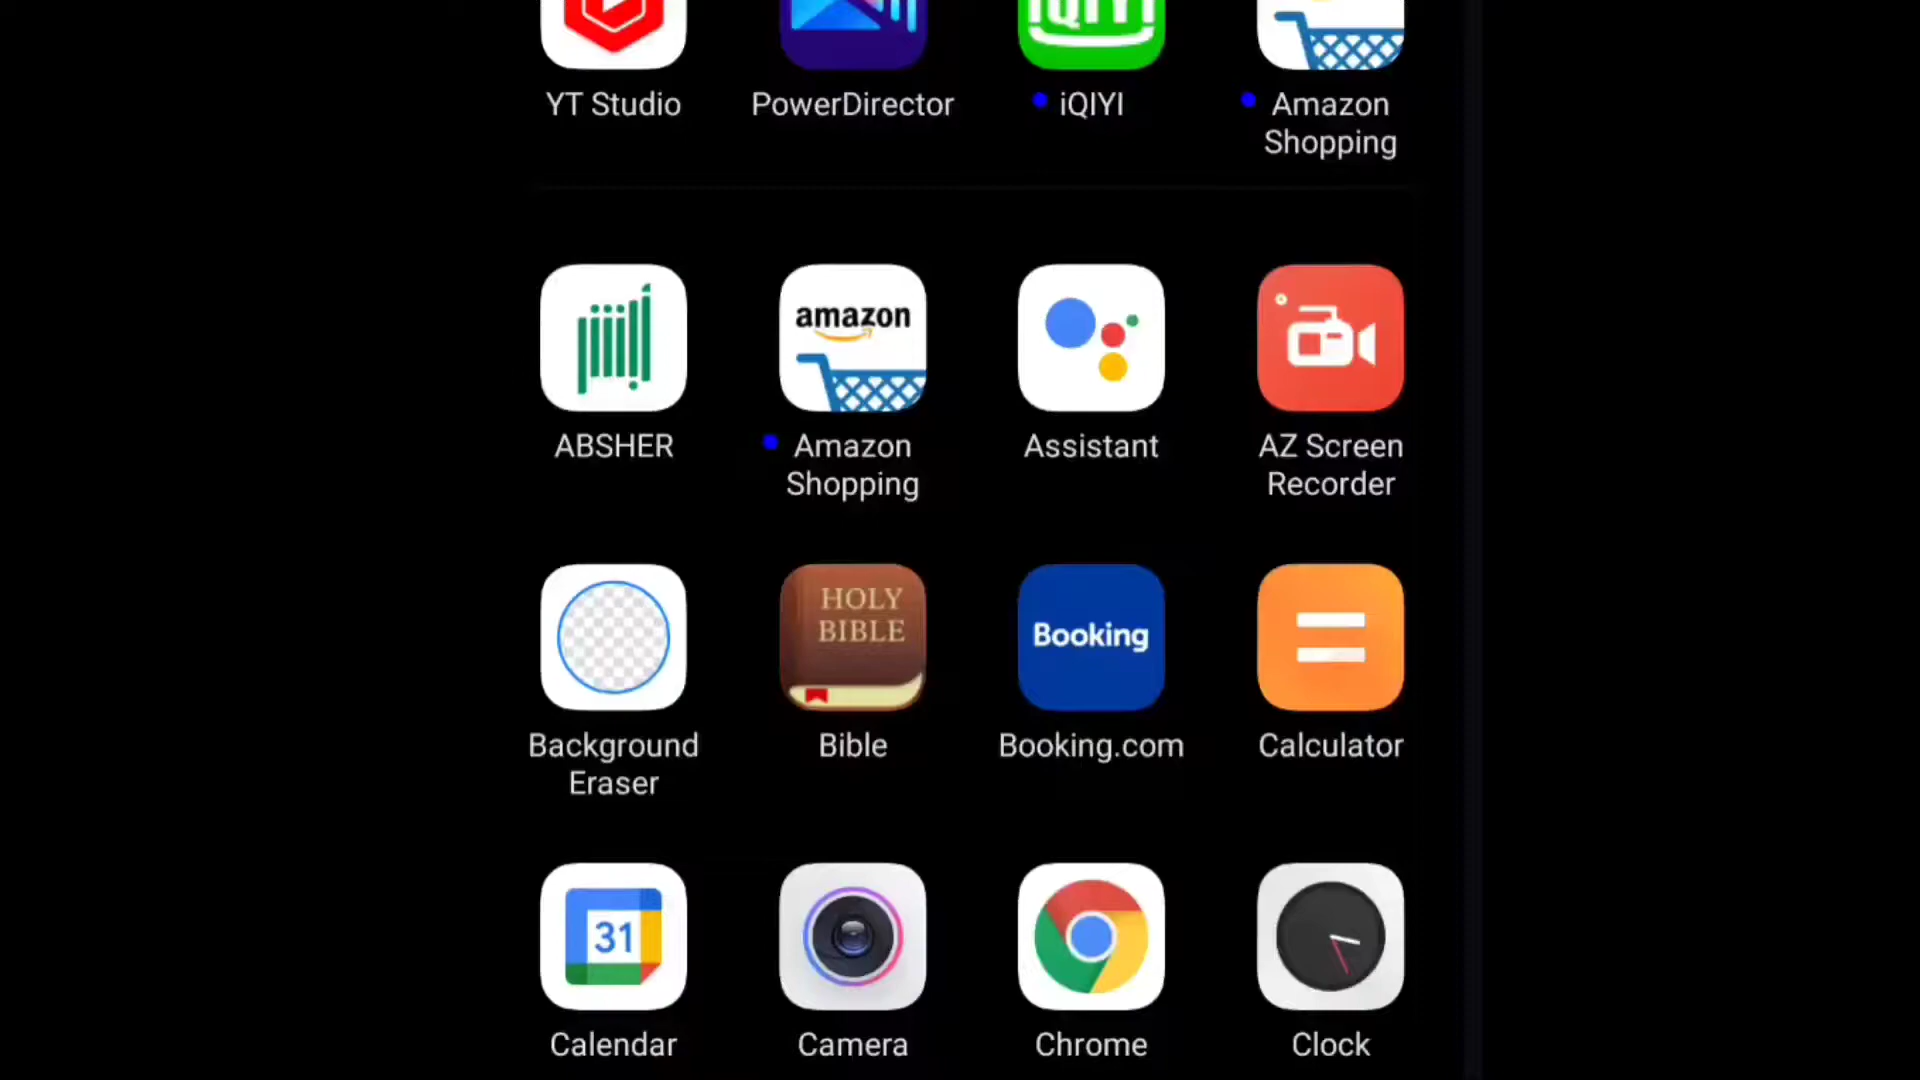 iQIYI
YT Studio
PowerDirector
iQIYI
Amazon
Shopping
amazon
ABSHER
Amazon
Shopping
Assistant
AZ Screen
Recorder
HOLY
BIBLE
Booking
Background
Eraser
Bible
Booking.com
Calculator
31
Calendar
Camera
Chrome
Clock